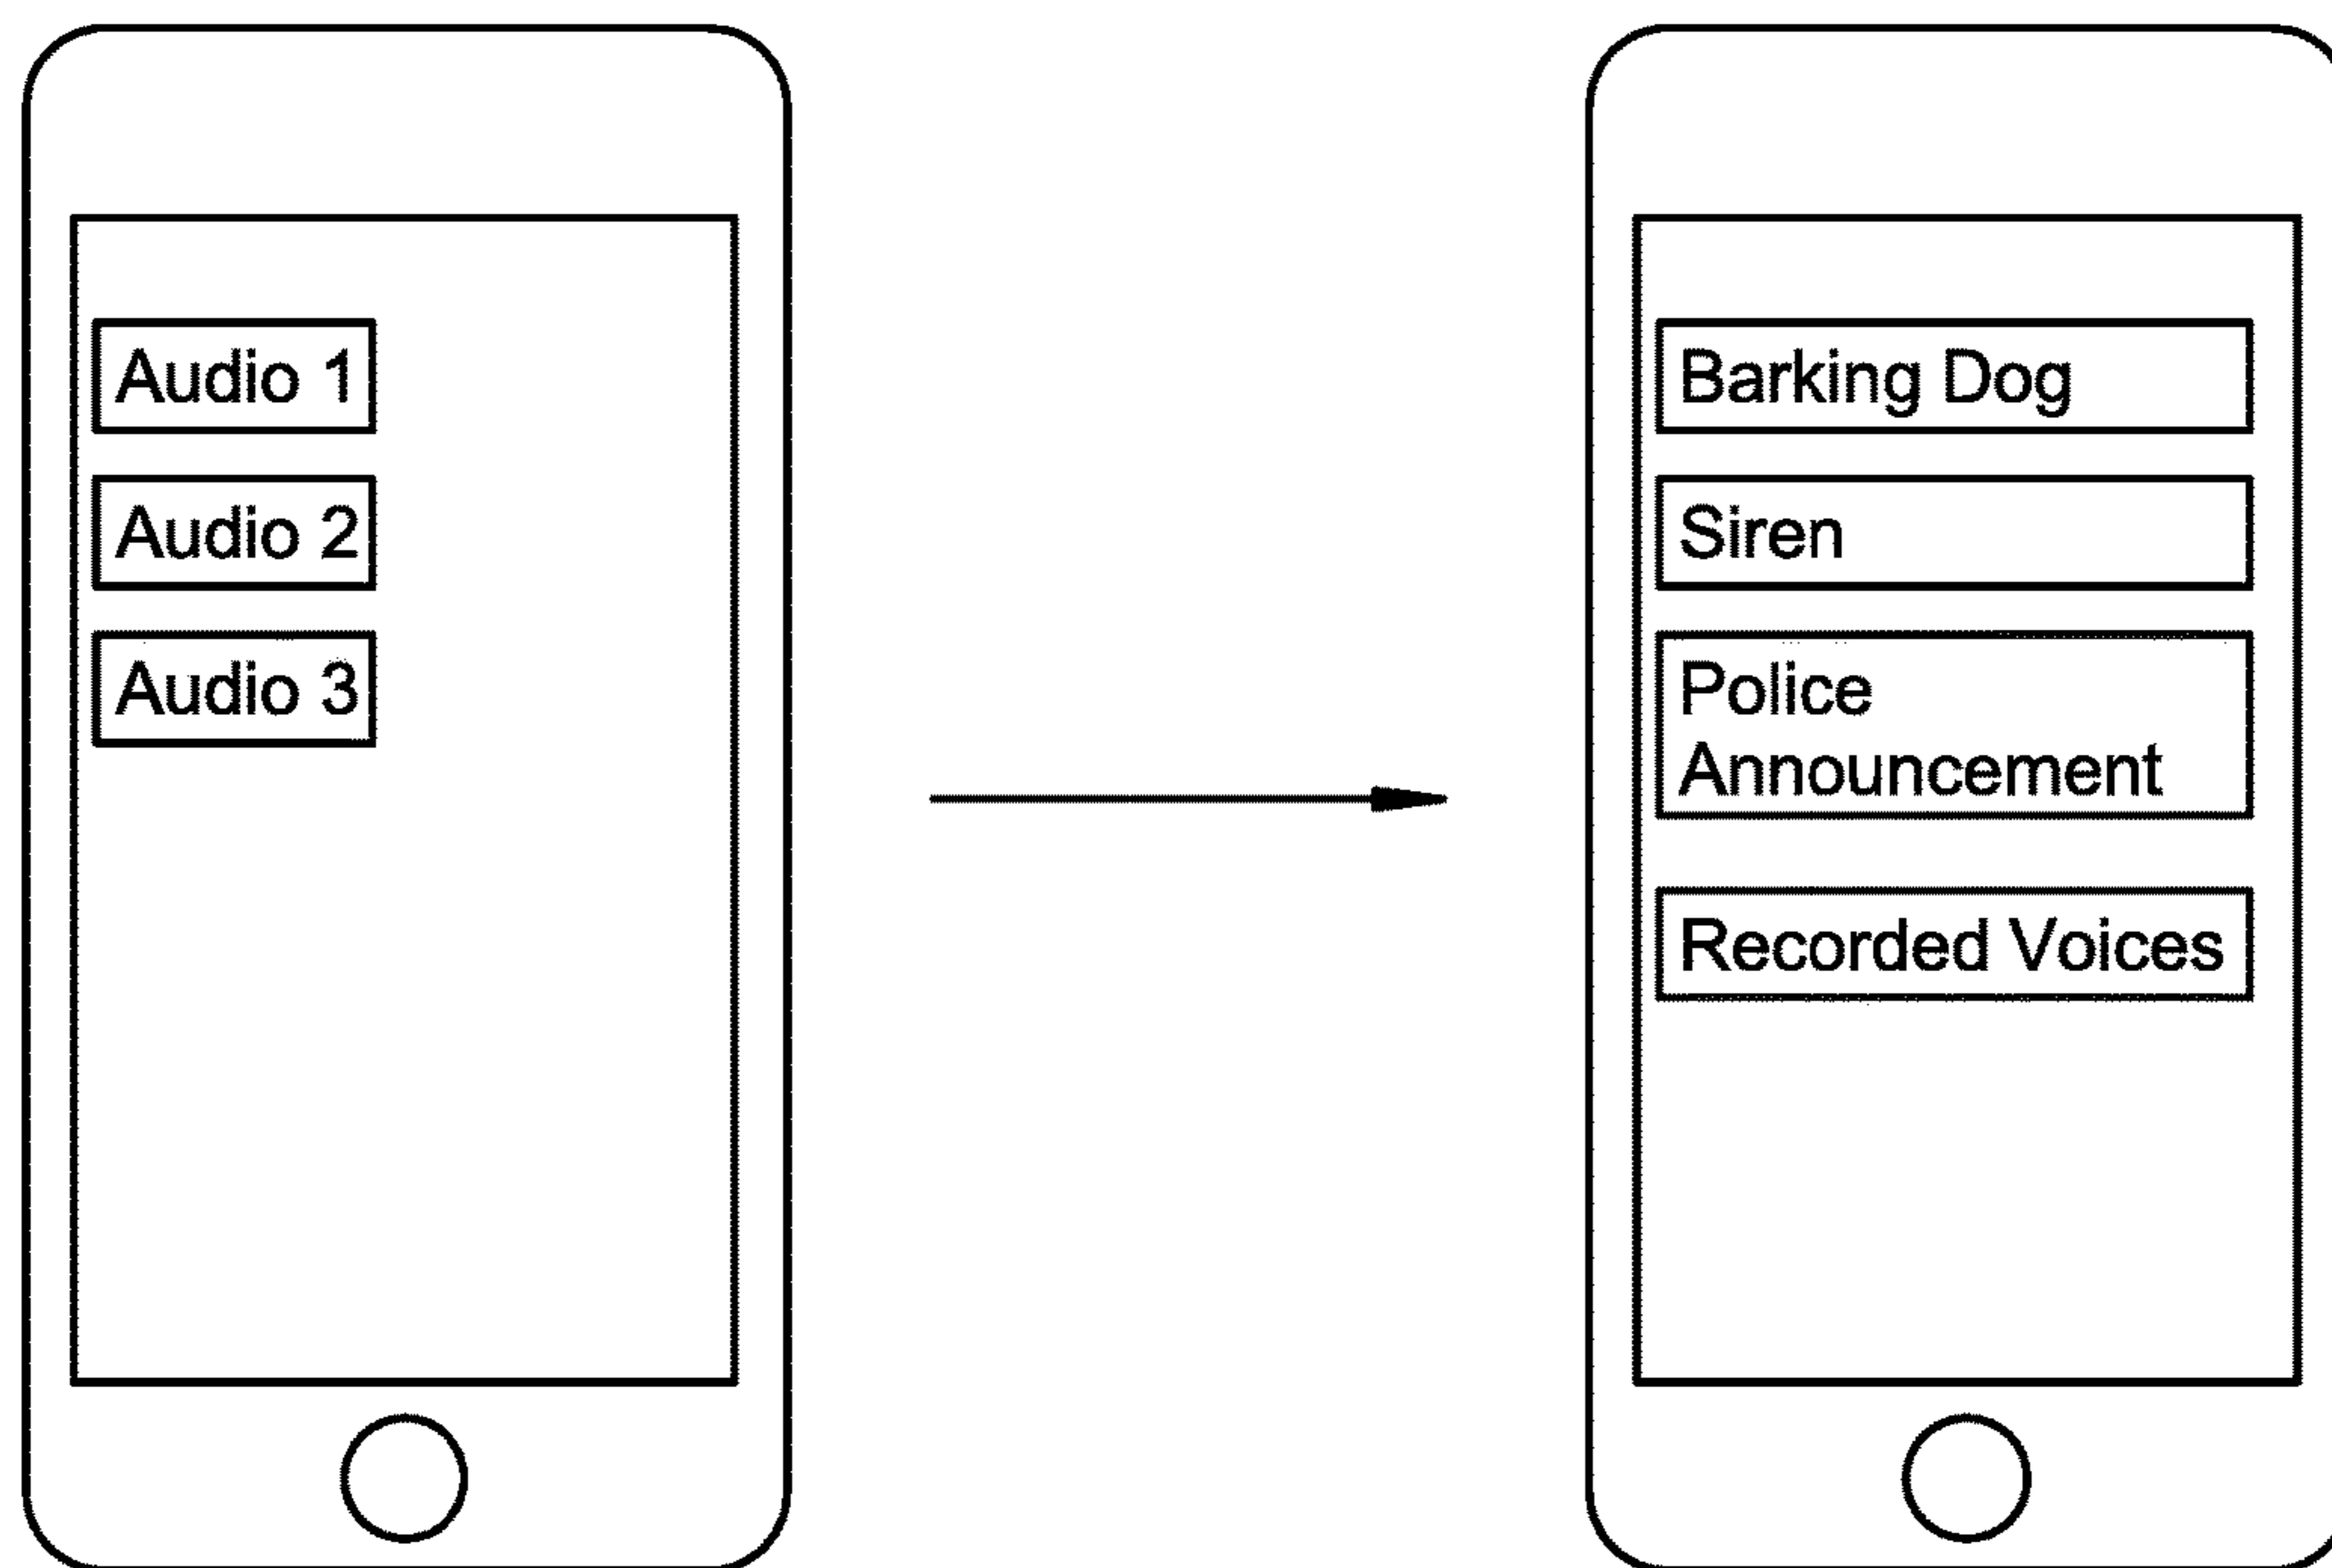 Audio 1
Audio 2
Audio 3
Barking Dog
Siren
Police
Announcement
Recorded Voices